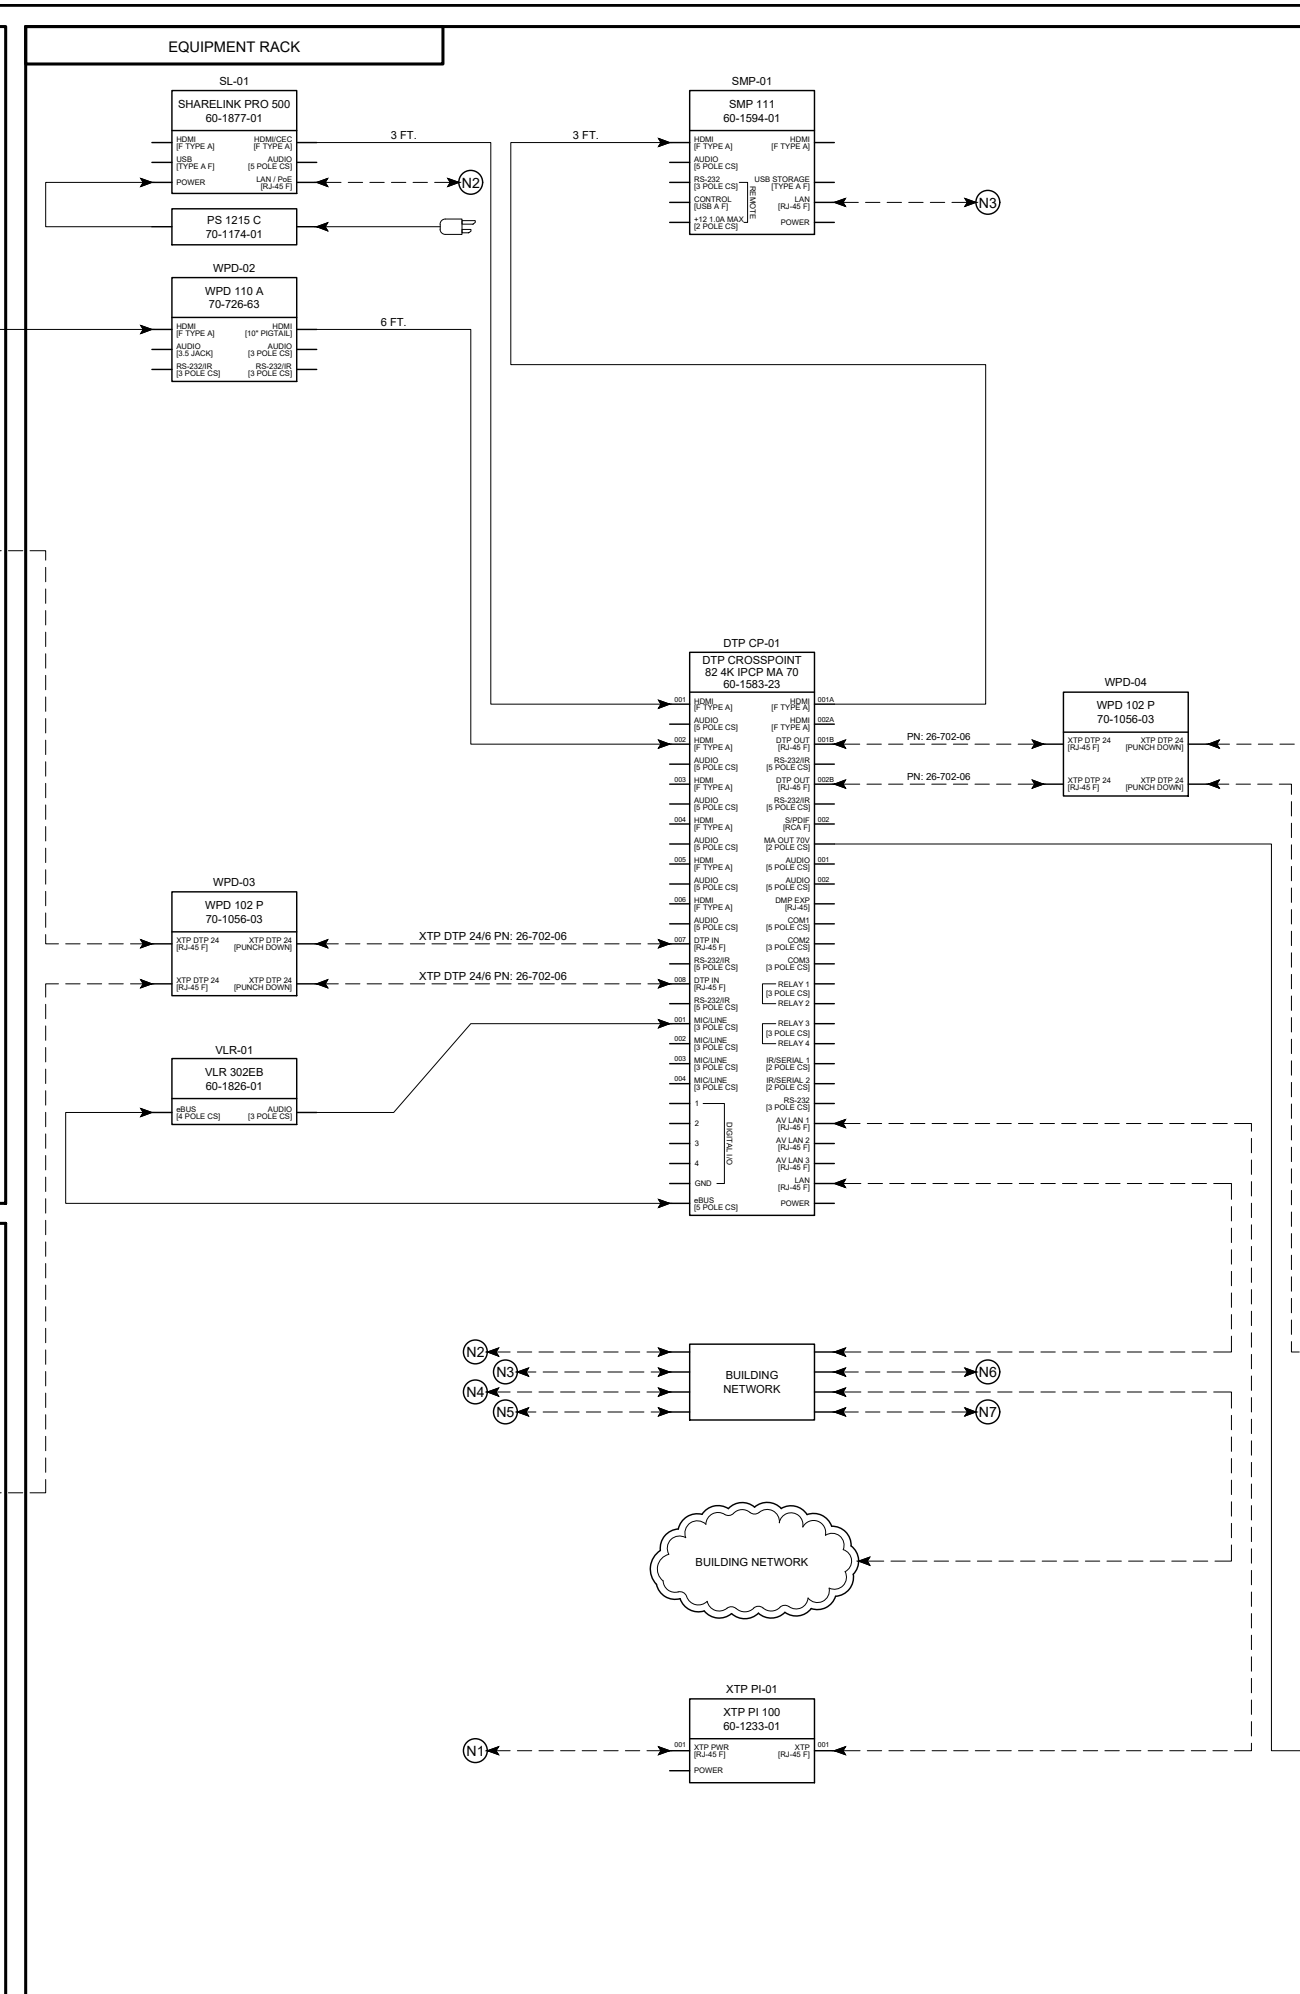 EQUIPMENT RACK
SL-01
SHARELINK PRO 500
60-1877-01
HDMI
[F TYPE A]
HDMI/CEC
[F TYPE A]
USB
[TYPE A F]
AUDIO
[5 POLE CS]
POWER
LAN / PoE
[RJ-45 F]
3 FT.
N2
PS 1215 C
70-1174-01
WPD-02
WPD 110 A
70-726-63
HDMI
[F TYPE A]
HDMI
[10" PIGTAIL]
AUDIO
[3.5 JACK]
AUDIO
[3 POLE CS]
RS-232/IR
[3 POLE CS]
RS-232/IR
[3 POLE CS]
6 FT.
SMP-01
SMP 111
60-1594-01
3 FT.
HDMI
[F TYPE A]
HDMI
[F TYPE A]
AUDIO
[5 POLE CS]
RS-232
[3 POLE CS]
USB STORAGE
[TYPE A F]
CONTROL
[USB A F]
LAN
[RJ-45 F]
+12 1.0A MAX
[2 POLE CS]
POWER
REMOTE
N3
DTP CP-01
DTP CROSSPOINT
82 4K IPCP MA 70
60-1583-23
001
HDMI
[F TYPE A]
AUDIO
[5 POLE CS]
002
HDMI
[F TYPE A]
AUDIO
[5 POLE CS]
003
HDMI
[F TYPE A]
AUDIO
[5 POLE CS]
004
HDMI
[F TYPE A]
AUDIO
[5 POLE CS]
005
HDMI
[F TYPE A]
AUDIO
[5 POLE CS]
006
HDMI
[F TYPE A]
AUDIO
[5 POLE CS]
007
DTP IN
[RJ-45 F]
RS-232/IR
[5 POLE CS]
008
DTP IN
[RJ-45 F]
RS-232/IR
[5 POLE CS]
001
MIC/LINE
[3 POLE CS]
002
MIC/LINE
[3 POLE CS]
003
MIC/LINE
[3 POLE CS]
004
MIC/LINE
[3 POLE CS]
1
2
3
4
GND
DIGITAL I/O
eBUS
[5 POLE CS]
HDMI
[F TYPE A]
001A
HDMI
[F TYPE A]
002A
DTP OUT
[RJ-45 F]
001B
RS-232/IR
[5 POLE CS]
DTP OUT
[RJ-45 F]
002B
RS-232/IR
[5 POLE CS]
S/PDIF
[RCA F]
002
MA OUT 70V
[2 POLE CS]
AUDIO
[5 POLE CS]
001
AUDIO
[5 POLE CS]
002
DMP EXP
[RJ-45]
COM1
[5 POLE CS]
COM2
[3 POLE CS]
COM3
[3 POLE CS]
RELAY 1
[3 POLE CS]
RELAY 2
RELAY 3
[3 POLE CS]
RELAY 4
IR/SERIAL 1
[2 POLE CS]
IR/SERIAL 2
[2 POLE CS]
RS-232
[3 POLE CS]
AV LAN 1
[RJ-45 F]
AV LAN 2
[RJ-45 F]
AV LAN 3
[RJ-45 F]
LAN
[RJ-45 F]
POWER
PN: 26-702-06
PN: 26-702-06
WPD-04
WPD 102 P
70-1056-03
XTP DTP 24
[RJ-45 F]
XTP DTP 24
[PUNCH DOWN]
XTP DTP 24
[RJ-45 F]
XTP DTP 24
[PUNCH DOWN]
WPD-03
WPD 102 P
70-1056-03
XTP DTP 24
[RJ-45 F]
XTP DTP 24
[PUNCH DOWN]
XTP DTP 24
[RJ-45 F]
XTP DTP 24
[PUNCH DOWN]
XTP DTP 24/6 PN: 26-702-06
XTP DTP 24/6 PN: 26-702-06
VLR-01
VLR 302EB
60-1826-01
eBUS
[4 POLE CS]
AUDIO
[3 POLE CS]
N2
N3
N4
N5
BUILDING
NETWORK
N6
N7
BUILDING NETWORK
XTP PI-01
XTP PI 100
60-1233-01
N1
001
XTP PWR
[RJ-45 F]
XTP
[RJ-45 F]
001
POWER